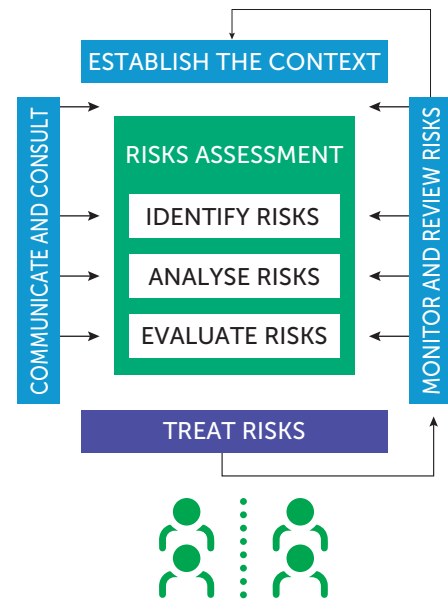 ESTABLISH THE CONTEXT
COMMUNICATE AND CONSULT
RISKS ASSESSMENT
IDENTIFY RISKS
ANALYSE RISKS
EVALUATE RISKS
MONITOR AND REVIEW RISKS
TREAT RISKS